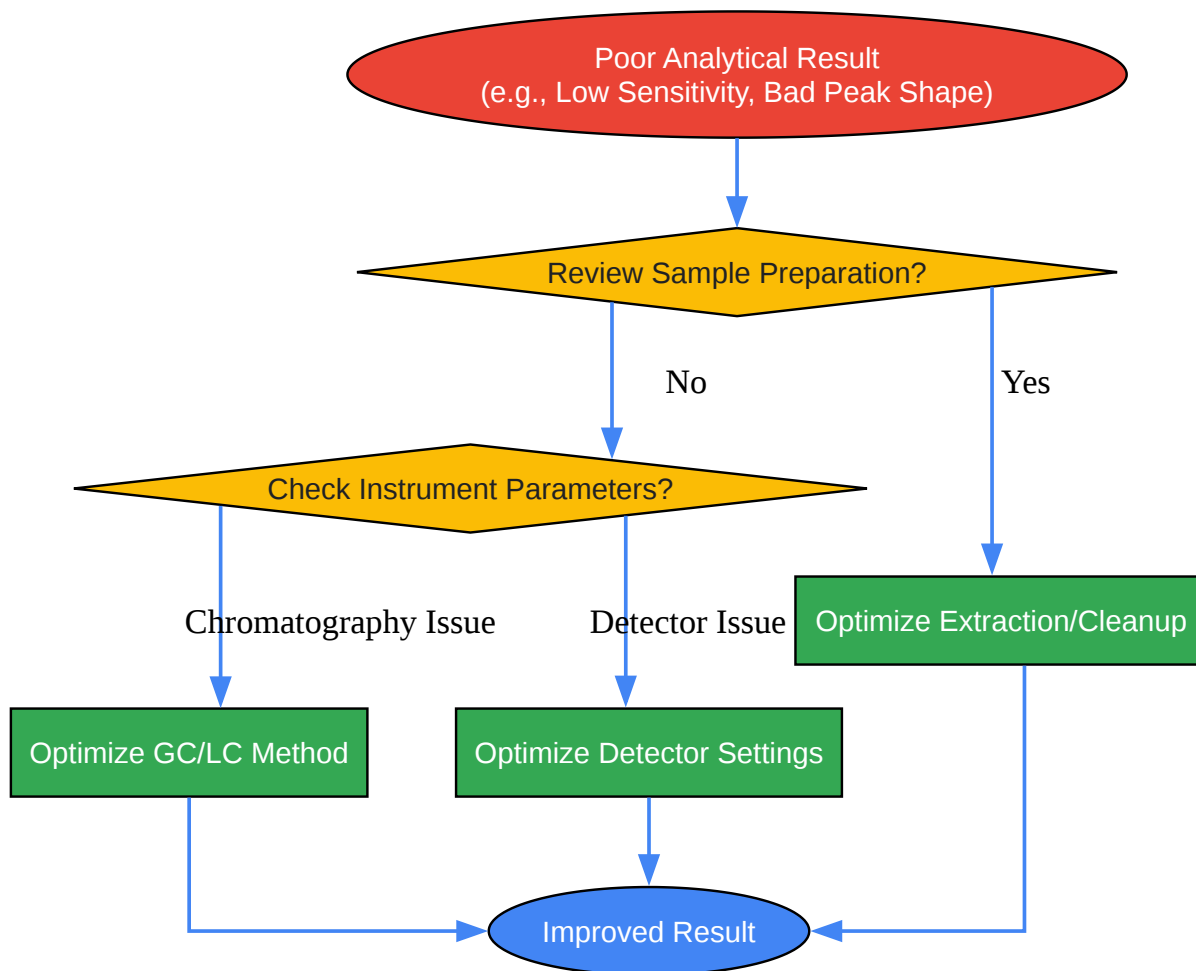 Poor Analytical Result
(e.g., Low Sensitivity, Bad Peak Shape)
Review Sample Preparation?
No
Yes
Check Instrument Parameters?
Chromatography Issue
Detector Issue
Optimize Extraction/Cleanup
Optimize GC/LC Method
Optimize Detector Settings
Improved Result